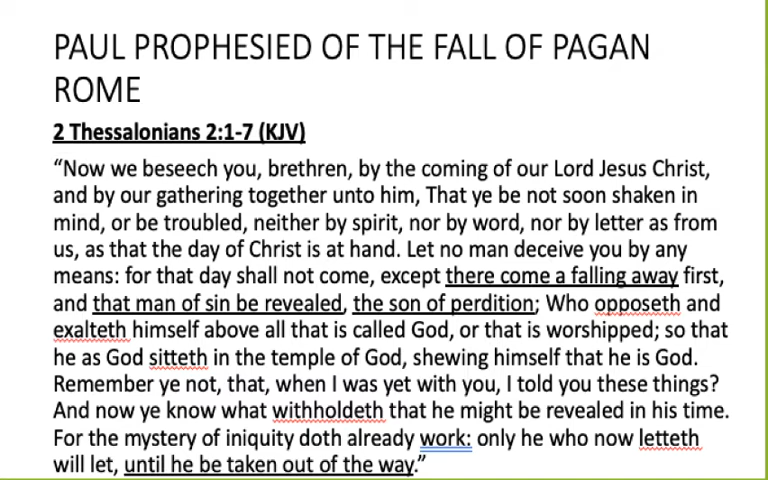 PAUL PROPHESIED OF THE FALL OF PAGAN
ROME
2 Thessalonians 2:1-7 (KJV)
“Now we beseech you, brethren, by the coming of our Lord Jesus Christ,
and by our gathering together unto him, That ye be not soon shaken in
mind, or be troubled, neither by spirit, nor by word, nor by letter as from
us, as that the day of Christ is at hand. Let no man deceive you by any
means: for that day shall not come, except there come a falling away first,
and that man of sin be revealed, the son of perdition; Who opposeth and
exalteth himself above all that is called God, or that is worshipped; so that
he as God sitteth in the temple of God, shewing himself that he is God.
Remember ye not, that, when I was yet with you, I told you these things?
And now ye know what withholdeth that he might be revealed in his time.
For the mystery of iniquity doth already work: only he who now letteth
will let, until he be taken out of the way.”